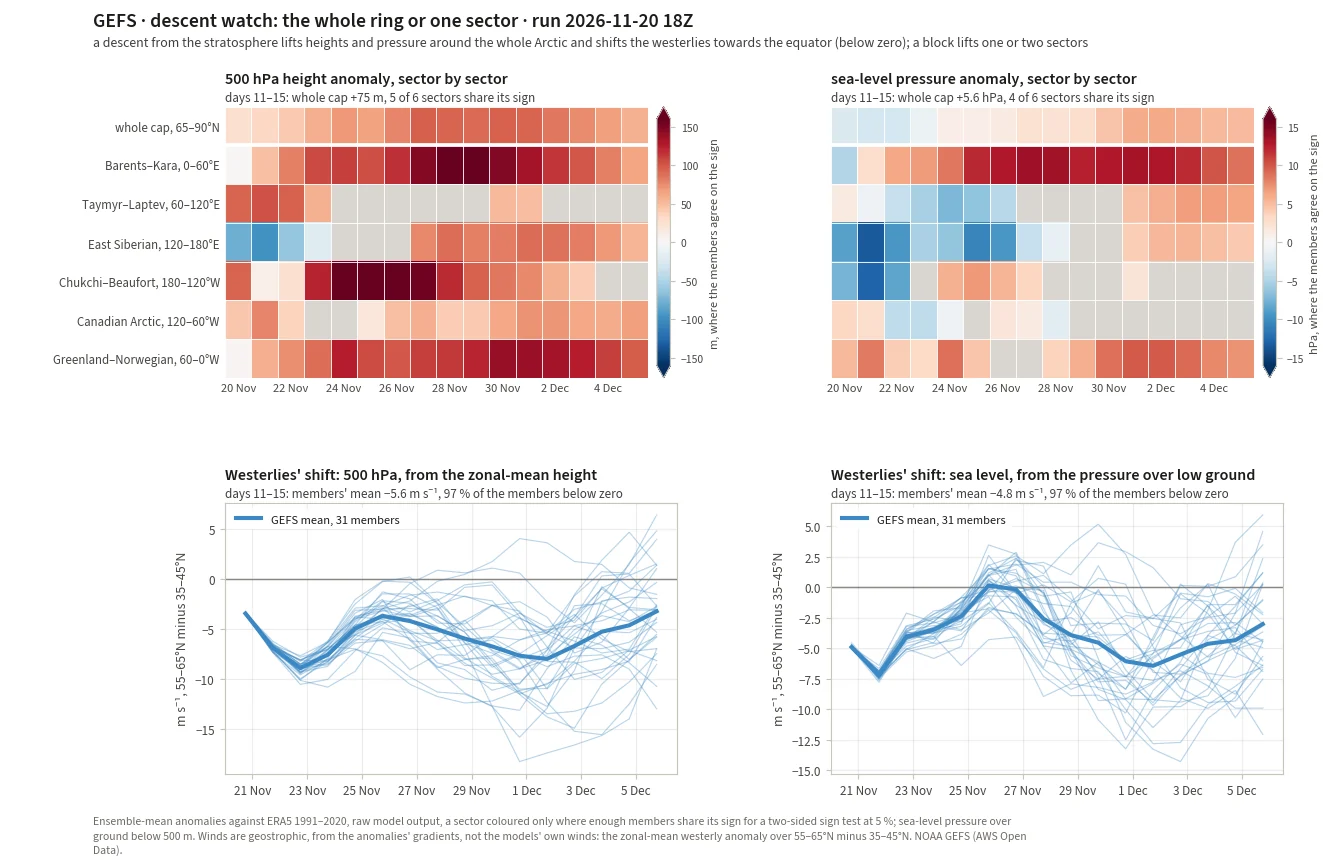 GEFS · descent watch: the whole ring or one sector · run 2026-11-20 18Z
a descent from the stratosphere lifts heights and pressure around the whole Arctic and shifts the westerlies towards the equator (below zero); a block lifts one or two sectors
500 hPa height anomaly, sector by sector
days 11–15: whole cap +75 m, 5 of 6 sectors share its sign
whole cap, 65–90°N
Barents–Kara, 0–60°E
Taymyr–Laptev, 60–120°E
East Siberian, 120–180°E
Chukchi–Beaufort, 180–120°W
Canadian Arctic, 120–60°W
Greenland–Norwegian, 60–0°W
20 Nov 22 Nov 24 Nov 26 Nov 28 Nov 30 Nov 2 Dec 4 Dec
150
100
50
0
−50
−100
−150
m, where the members agree on the sign
sea-level pressure anomaly, sector by sector
days 11–15: whole cap +5.6 hPa, 4 of 6 sectors share its sign
20 Nov 22 Nov 24 Nov 26 Nov 28 Nov 30 Nov 2 Dec 4 Dec
15
10
5
0
−5
−10
−15
hPa, where the members agree on the sign
Westerlies' shift: 500 hPa, from the zonal-mean height
days 11–15: members' mean −5.6 m s⁻¹, 97 % of the members below zero
GEFS mean, 31 members
m s⁻¹, 55–65°N minus 35–45°N
5
0
−5
−10
−15
21 Nov 23 Nov 25 Nov 27 Nov 29 Nov 1 Dec 3 Dec 5 Dec
Westerlies' shift: sea level, from the pressure over low ground
days 11–15: members' mean −4.8 m s⁻¹, 97 % of the members below zero
GEFS mean, 31 members
m s⁻¹, 55–65°N minus 35–45°N
5.0
2.5
0.0
−2.5
−5.0
−7.5
−10.0
−12.5
−15.0
21 Nov 23 Nov 25 Nov 27 Nov 29 Nov 1 Dec 3 Dec 5 Dec
Ensemble-mean anomalies against ERA5 1991–2020, raw model output, a sector coloured only where enough members share its sign for a two-sided sign test at 5 %; sea-level pressure over
ground below 500 m. Winds are geostrophic, from the anomalies' gradients, not the models' own winds: the zonal-mean westerly anomaly over 55–65°N minus 35–45°N. NOAA GEFS (AWS Open
Data).